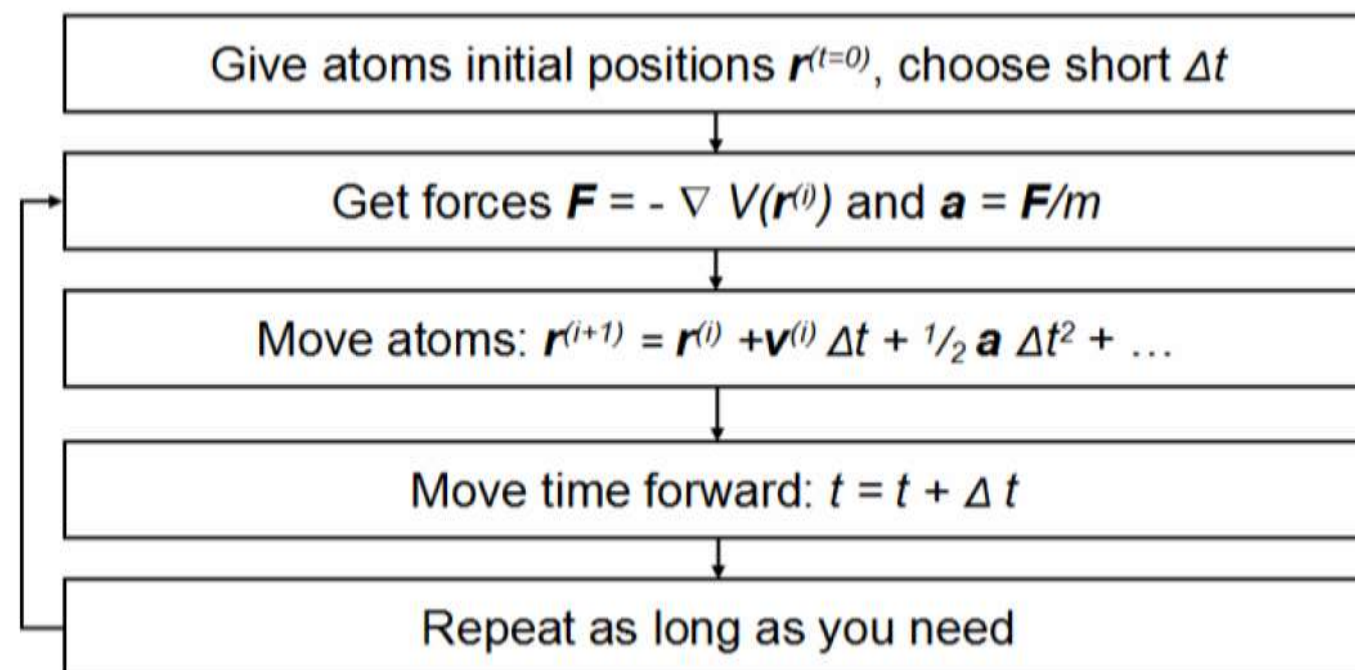 Give atoms initial positions r(t=0), choose short Δt
Get forces F = - ∇ V(r(i)) and a = F/m
Move atoms: r(i+1) = r(i) +v(i) Δt + 1/2 a Δt2 + ...
Move time forward: t = t + Δ t
Repeat as long as you need